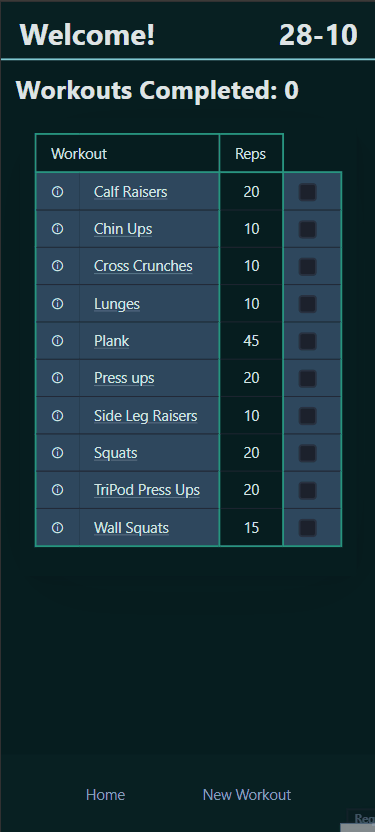 Welcome! 28-10
Workouts Completed: 0
Workout Reps
Calf Raisers 20
Chin Ups 10
Cross Crunches 10
Lunges 10
Plank 45
Press ups 20
Side Leg Raisers 10
Squats 20
TriPod Press Ups 20
Wall Squats 15
Home New Workout